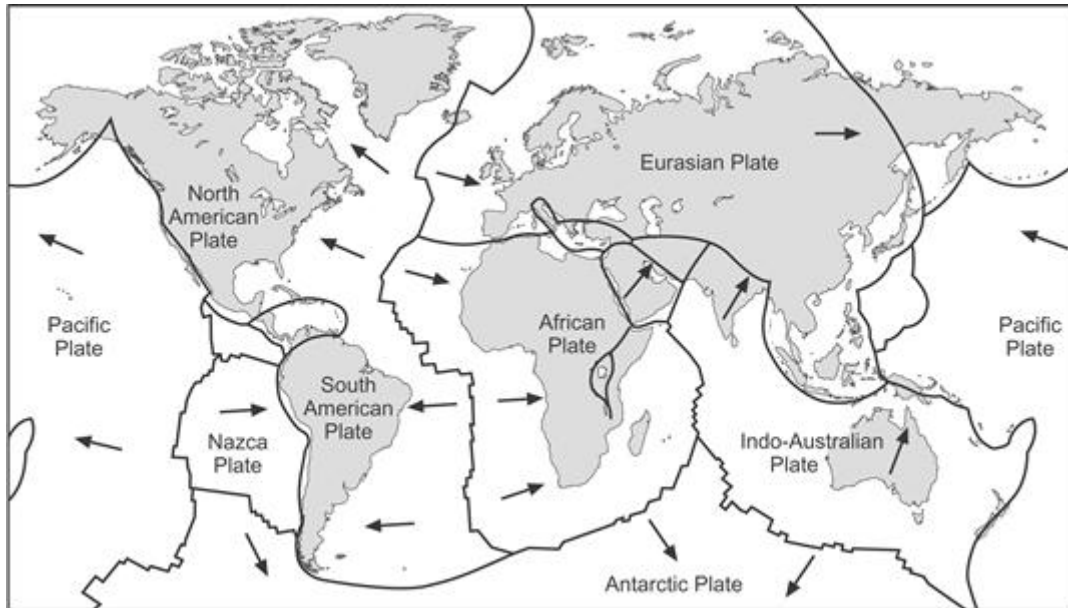 Eurasian Plate
North
American
Plate
Pacific
Plate
African
Plate
Pacific
Plate
South
American
Plate
Nazca
Plate
Indo-Australian
Plate
Antarctic Plate